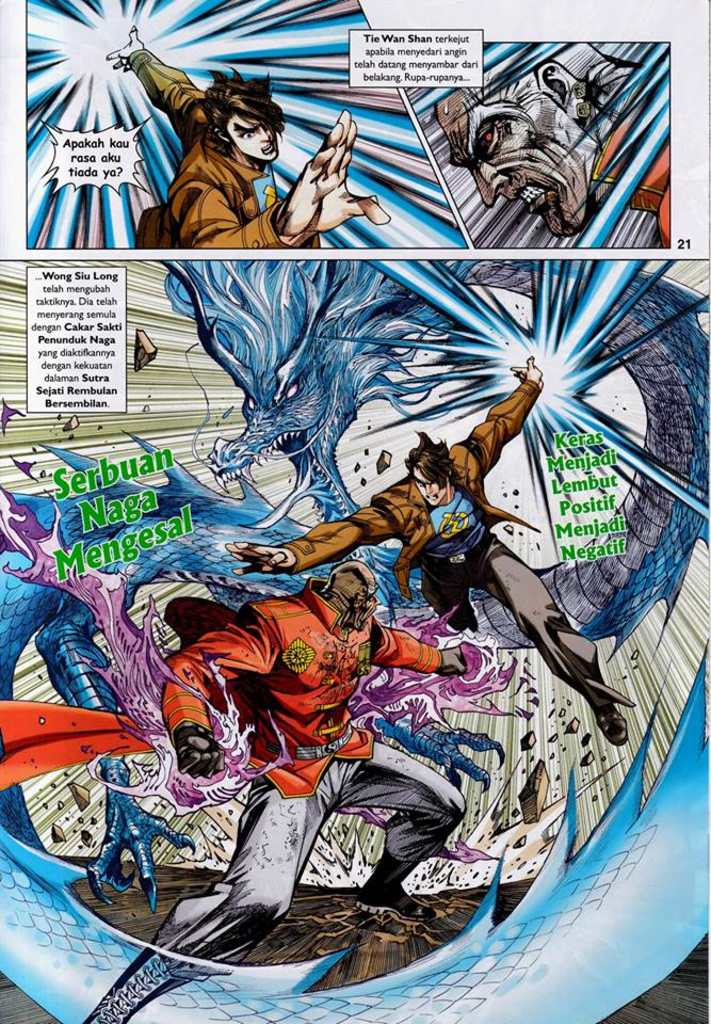 Tie Wan Shan terkejut
apabila menyedari angin
telah datang menyambar dari
belakang. Rupa-rupanya...
Apakah kau
rasa aku
tiada ya?
21
...Wong Siu Long
telah mengubah
taktiknya. Dia telah
menyerang semula
dengan Cakar Sakti
Penunduk Naga
yang diaktifkannya
dengan kekuatan
dalaman Sutra
Sejati Rembulan
Bersembilan.
Serbuan
Naga
Mengesal
Keras
Menjadi
Lembut
Positif
Menjadi
Negatif